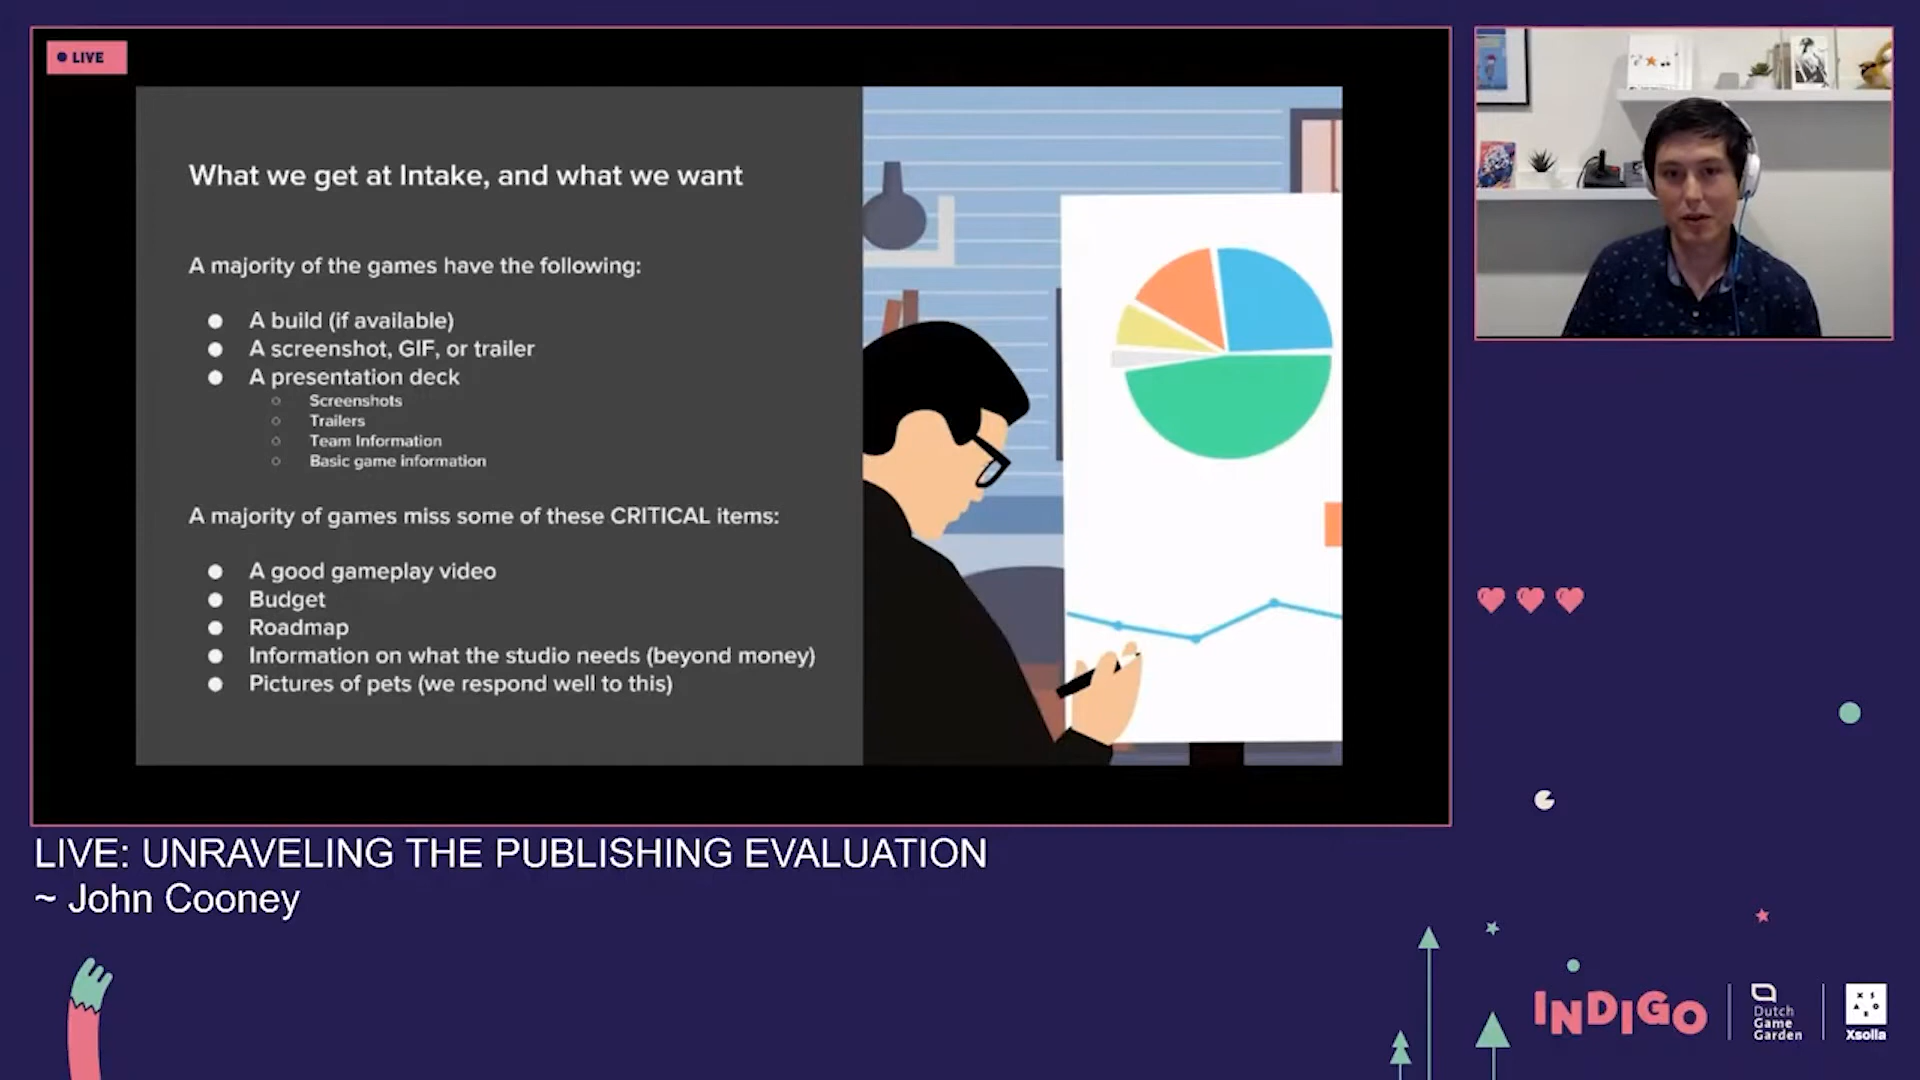 LIVE
What we get at Intake, and what we want
A majority of the games have the following:
A build (if available)
A screenshot, GIF, or trailer
A presentation deck
Screenshots
Trailers
Team Information
Basic game information
A majority of games miss some of these CRITICAL items:
A good gameplay video
Budget
Roadmap
Information on what the studio needs (beyond money)
Pictures of pets (we respond well to this)
LIVE: UNRAVELING THE PUBLISHING EVALUATION
~ John Cooney
INDIGO
Dutch
Game
Garden
Xsolla